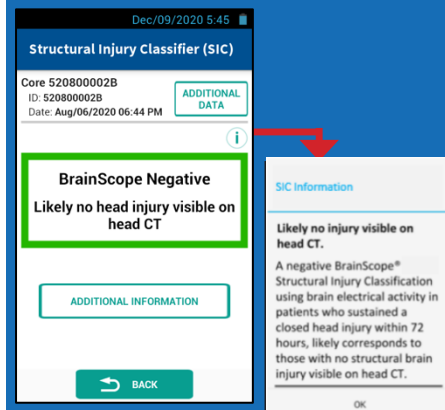 Dec/09/2020 5:45
Structural Injury Classifier (SIC)
Core 520800002B
ID: 520800002B
Date: Aug/06/2020 06:44 PM
ADDITIONAL
DATA
i
BrainScope Negative
Likely no head injury visible on
head CT
ADDITIONAL INFORMATION
BACK
SIC Information
Likely no injury visible on
head CT.
A negative BrainScope®
Structural Injury Classification
using brain electrical activity in
patients who sustained a
closed head injury within 72
hours, likely corresponds to
those with no structural brain
injury visible on head CT.
OK